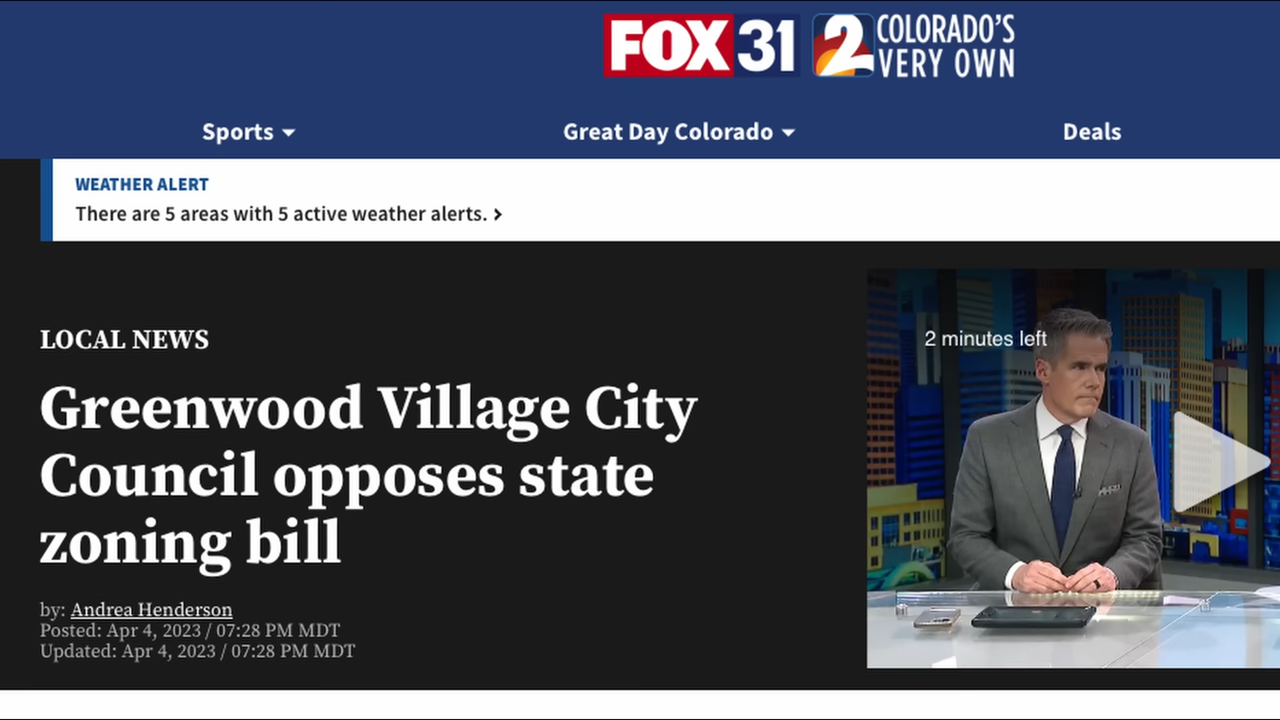 FOX 31 2 COLORADO'S
VERY OWN
Sports Great Day Colorado Deals
WEATHER ALERT
There are 5 areas with 5 active weather alerts.
LOCAL NEWS
Greenwood Village City
Council opposes state
zoning bill
by: Andrea Henderson
Posted: Apr 4, 2023 / 07:28 PM MDT
Updated: Apr 4, 2023 / 07:28 PM MDT
2 minutes left